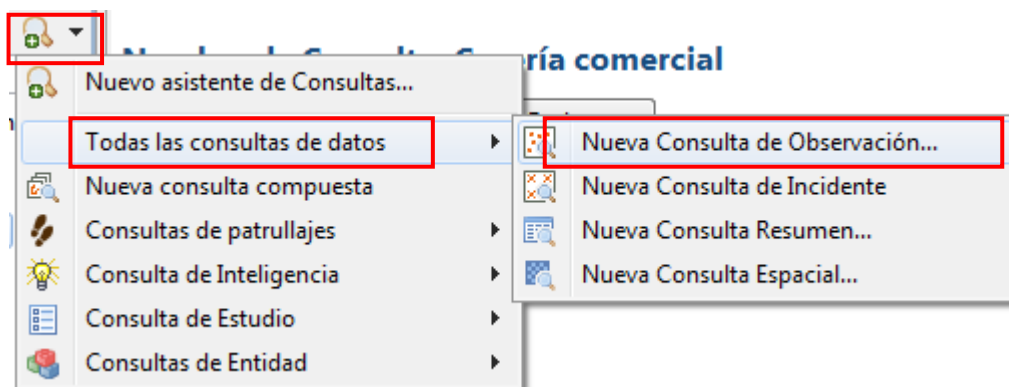 ría comercial
Nuevo asistente de Consultas...
Todas las consultas de datos
Nueva Consulta de Observación...
Nueva consulta compuesta
Nueva Consulta de Incidente
Consultas de patrullajes
Nueva Consulta Resumen...
Consulta de Inteligencia
Nueva Consulta Espacial...
Consulta de Estudio
Consultas de Entidad